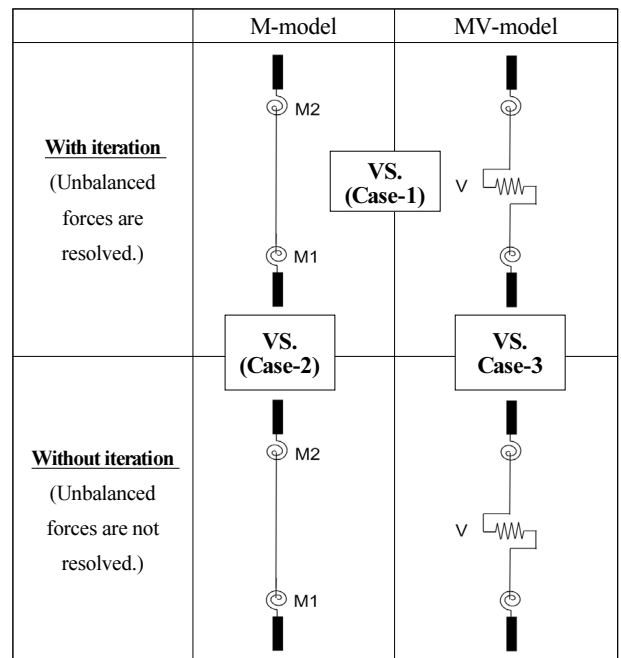 M-model
MV-model
With iteration
(Unbalanced
forces are
resolved.)
M2
M1
VS.
(Case-1)
V
VS.
(Case-2)
VS.
Case-3
Without iteration
(Unbalanced
forces are not
resolved.)
M2
M1
V